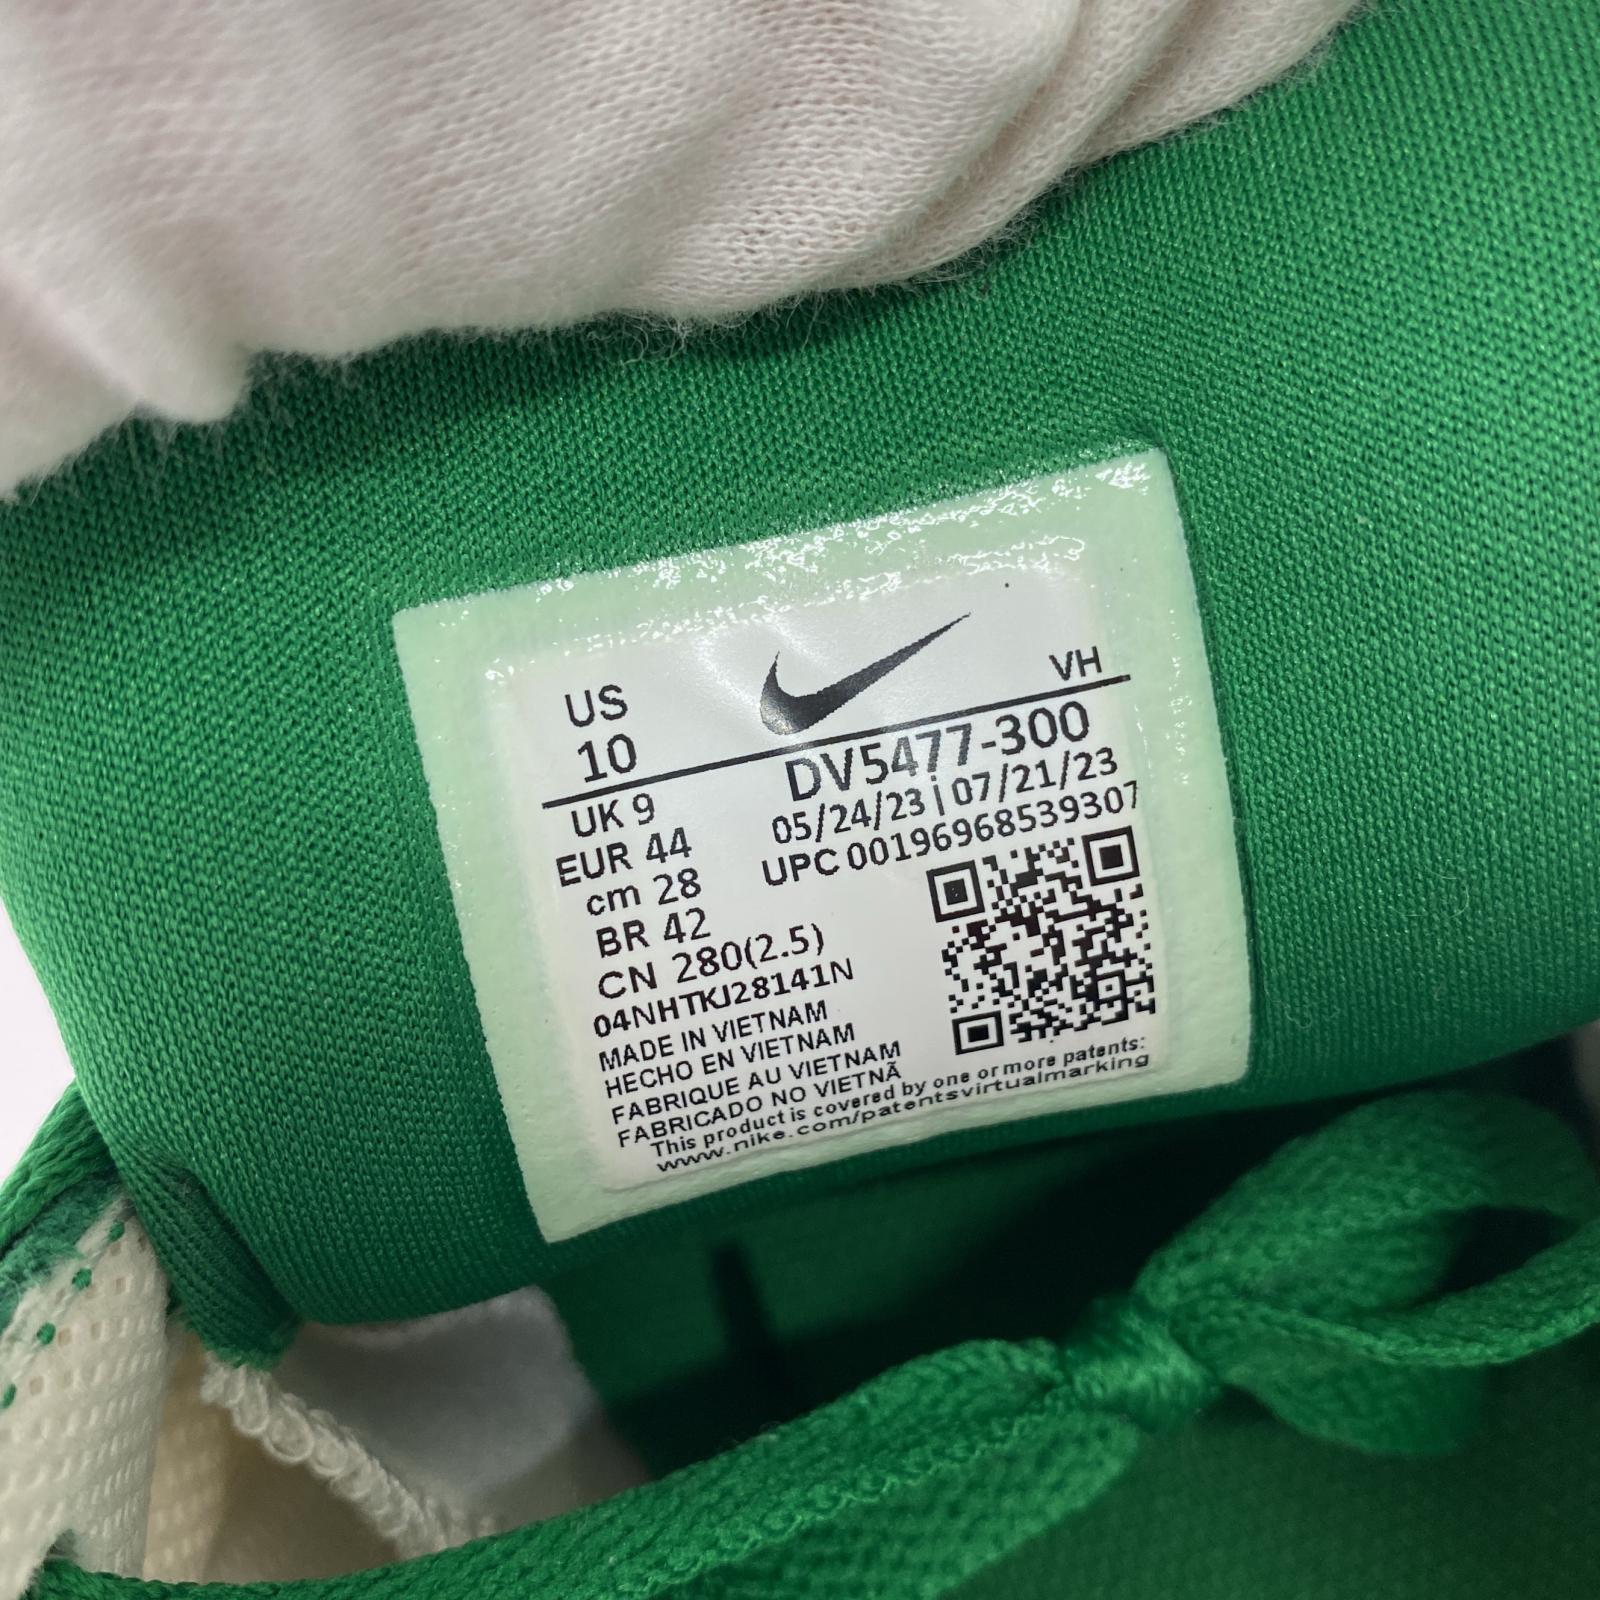 US
10
VH
UK 9
EUR 44
cm 28
BR 42
CN 280(2.5)
DV5477-300
05/24/23 | 07/21/23
UPC 00196968539307
04NHTKJ28141N
MADE IN VIETNAM
HECHO EN VIETNAM
FABRIQUE AU VIETNAM
FABRICADO NO VIETNÃ
This product is covered by one or more patents:
www.nike.com/patentsvirtualmarking